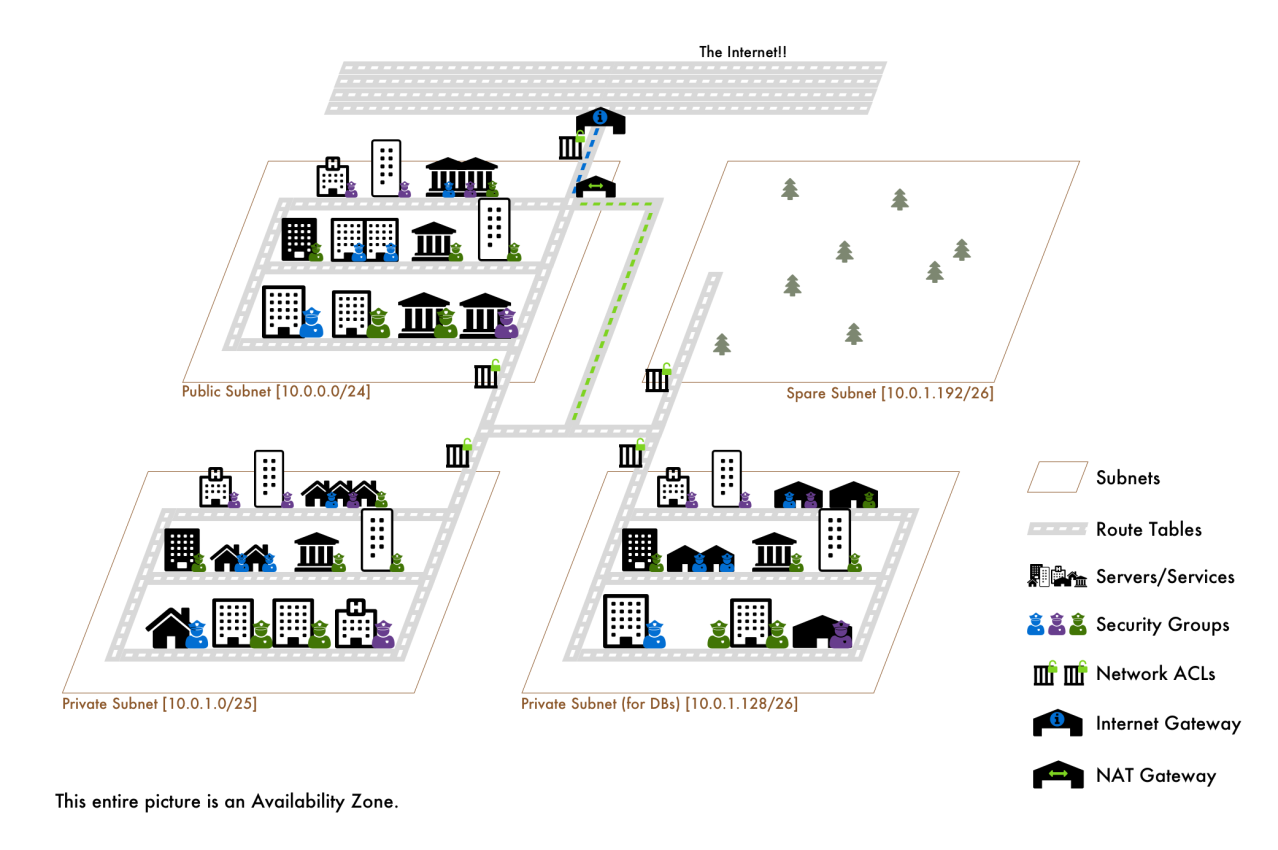 The Internet!!
Public Subnet [10.0.0.0/24]
Spare Subnet [10.0.1.192/26]
Private Subnet [10.0.1.0/25]
Private Subnet (for DBs) [10.0.1.128/26]
Subnets
Route Tables
Servers/Services
Security Groups
Network ACLs
Internet Gateway
NAT Gateway
This entire picture is an Availability Zone.